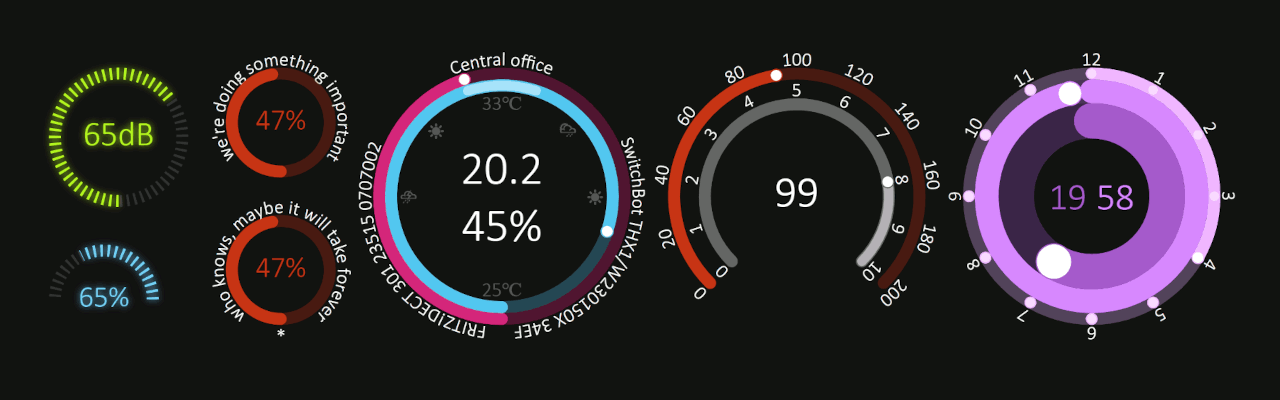 65dB
65%
we're doing something important
47%
who knows, maybe it will take forever
47%
*
Central office
33°C
20.2
45%
25°C
FRITZ!DECT 301 23515 0707002
SwitchBot THX1/W230150X 34EF
0 20 40 60 80 100 120 140 160 180 200
0 1 2 3 4 5 6 7 8 9 10
99
12 1 2 3 4 5 6 7 8 9 10 11
19 58